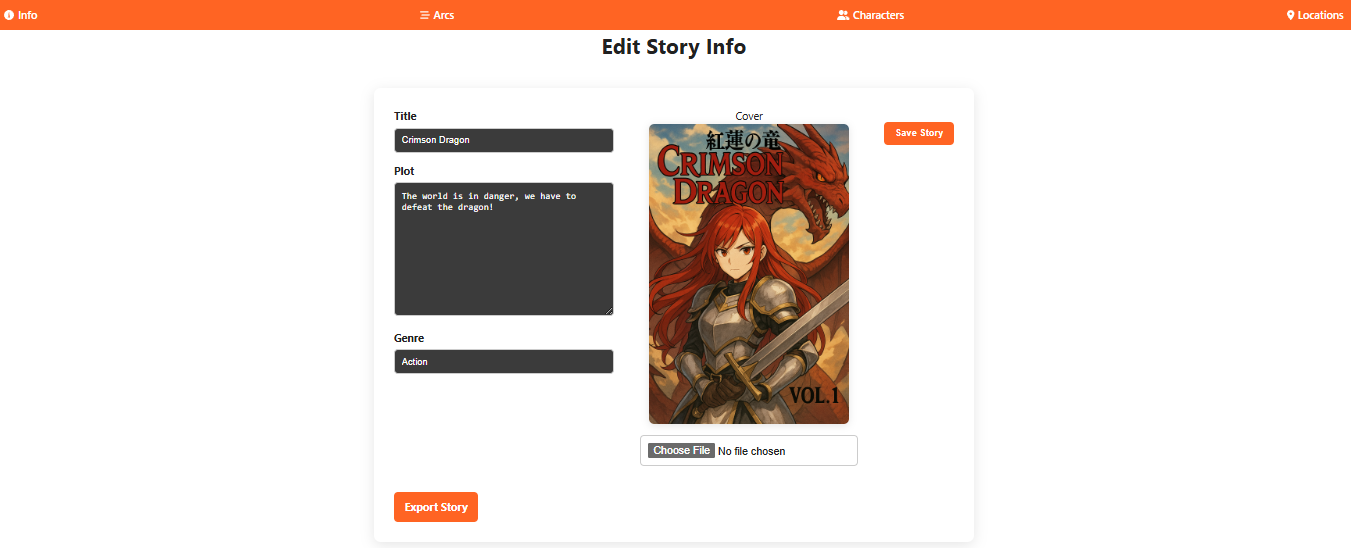 Info
Arcs
Characters
Locations
Edit Story Info
Title
Crimson Dragon
Plot
The world is in danger, we have to
defeat the dragon!
Genre
Action
Cover
紅蓮の竜
CRIMSON
DRAGON
VOL.1
Choose File No file chosen
Save Story
Export Story